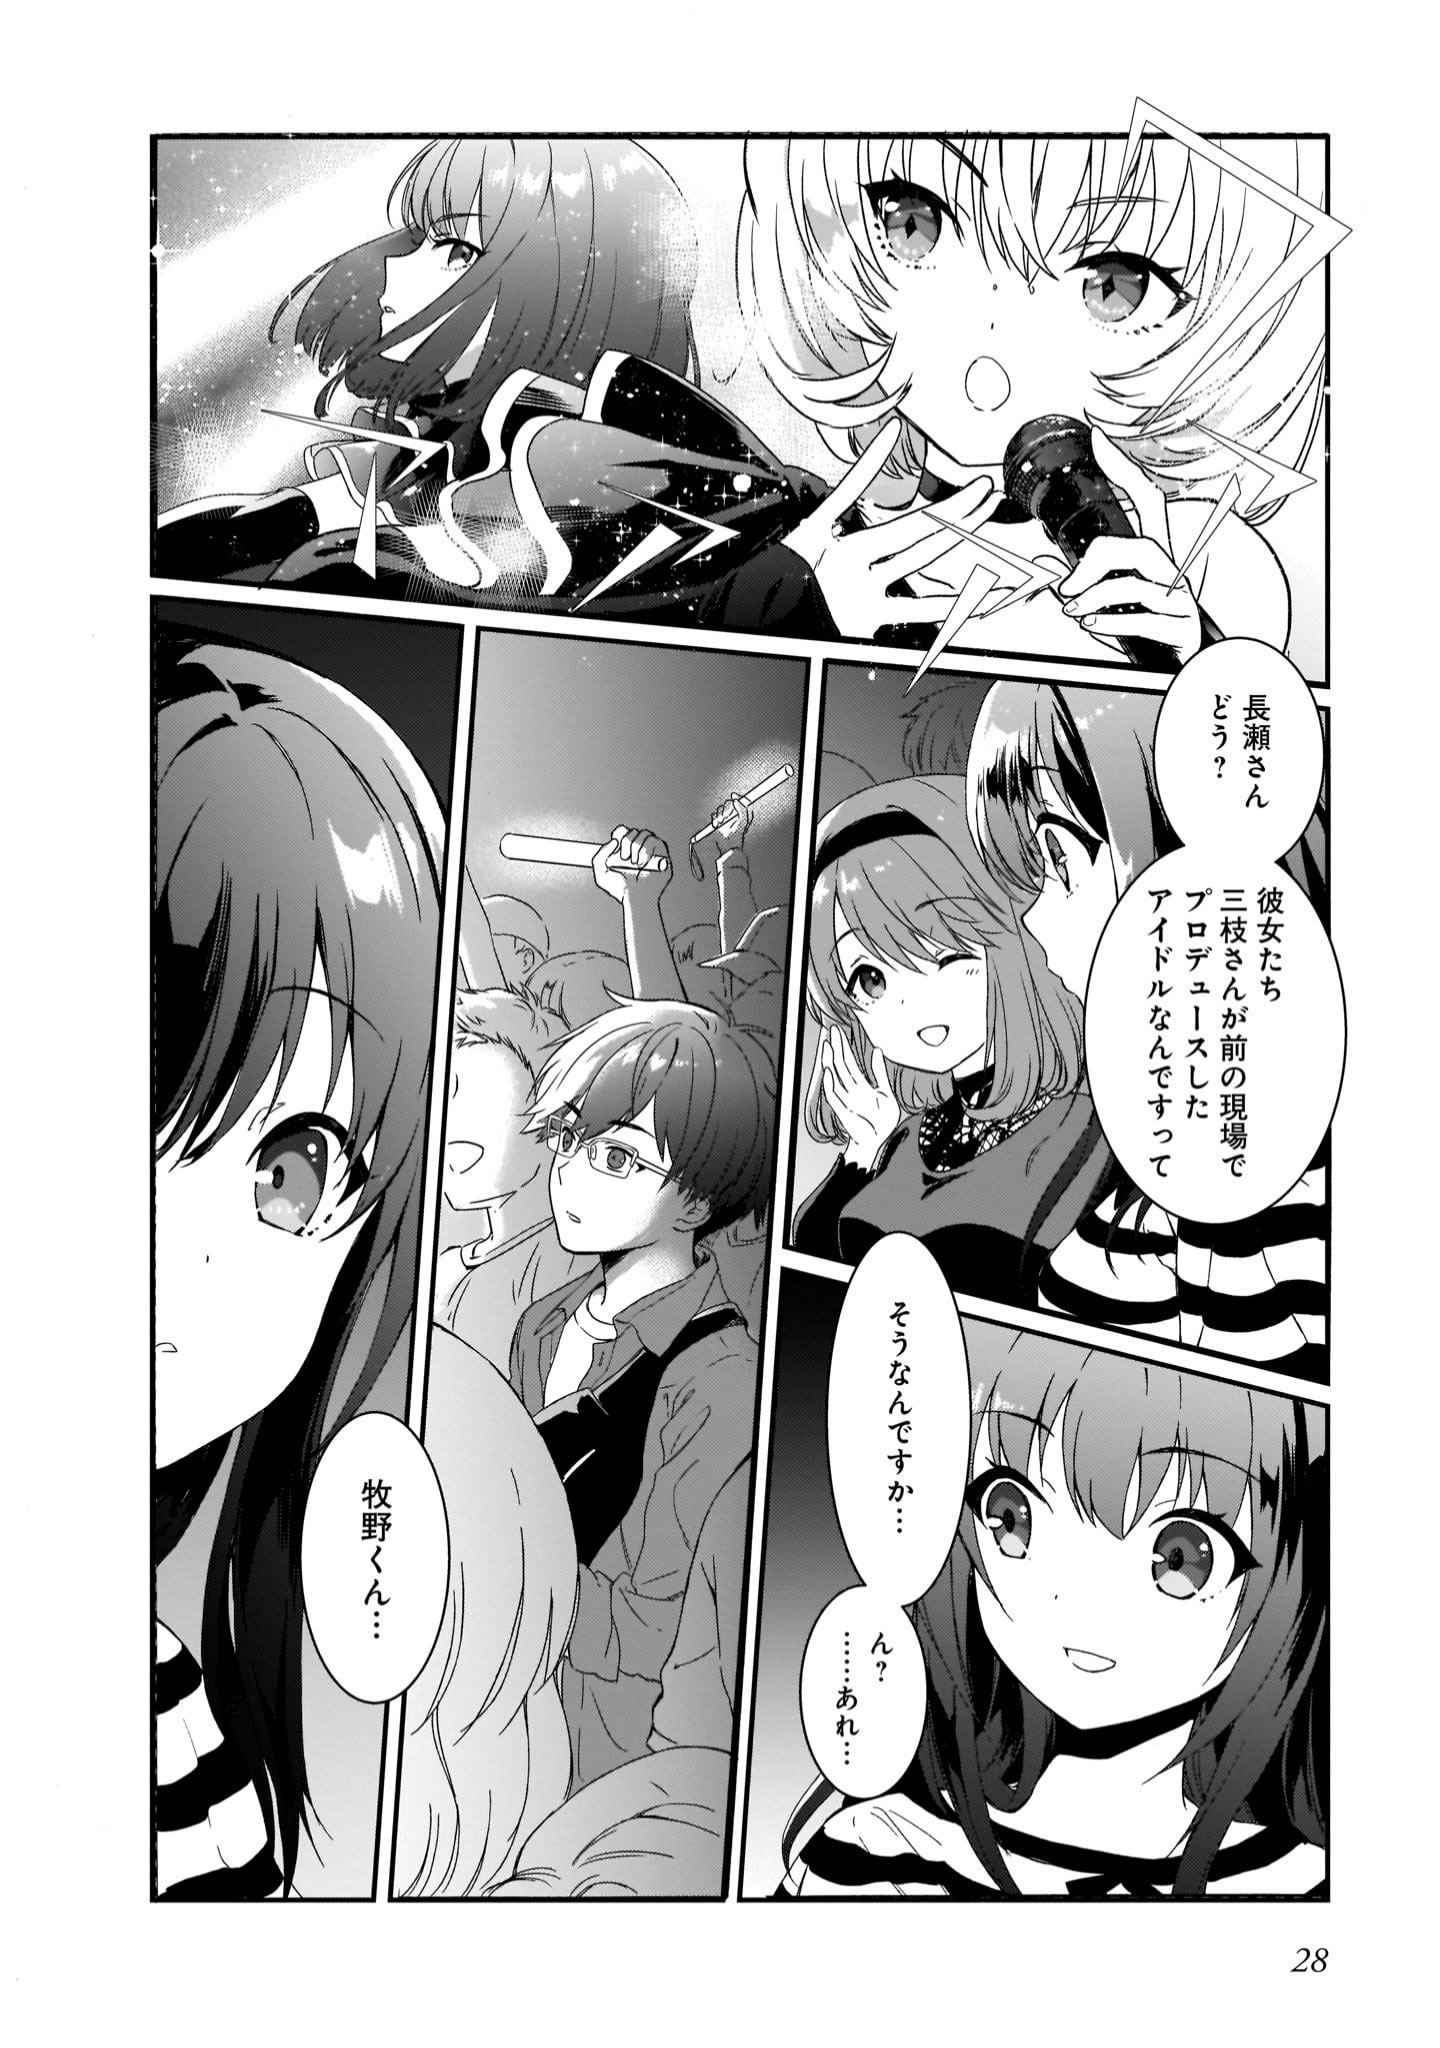 長瀬さん
どう？
彼女たち
三枝さんが前の現場で
プロデュースした
アイドルなんですって
そうなんですか…
ん？
……あれ…
牧野くん…
28